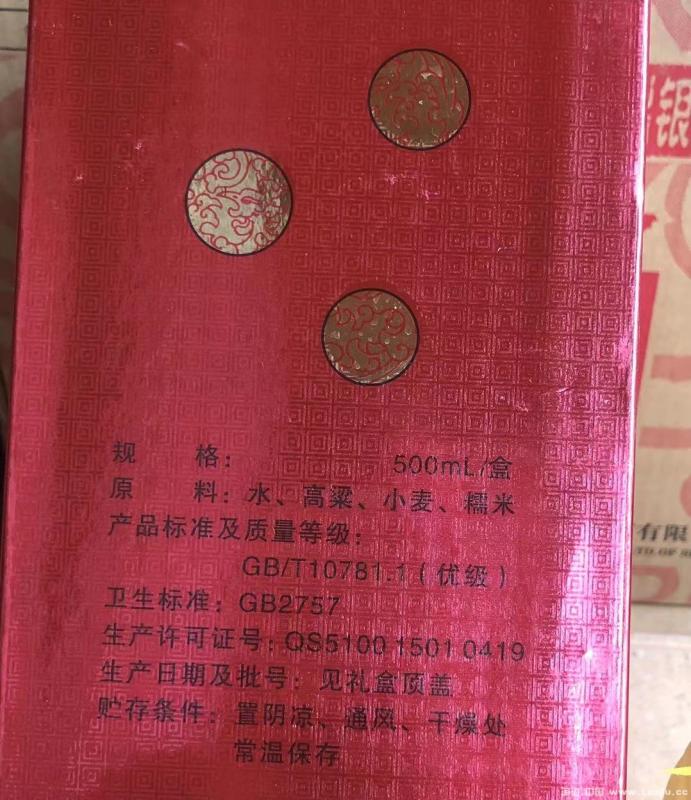 银
规 格： 500mL/盒
原 料：水、高粱、小麦、糯米
产品标准及质量等级：
GB/T10781.1（优级）
有限
卫生标准：GB2757
生产许可证号：QS5100 1501 0419
生产日期及批号：见礼盒顶盖
贮存条件：置阴凉、通风、干燥处
常温保存